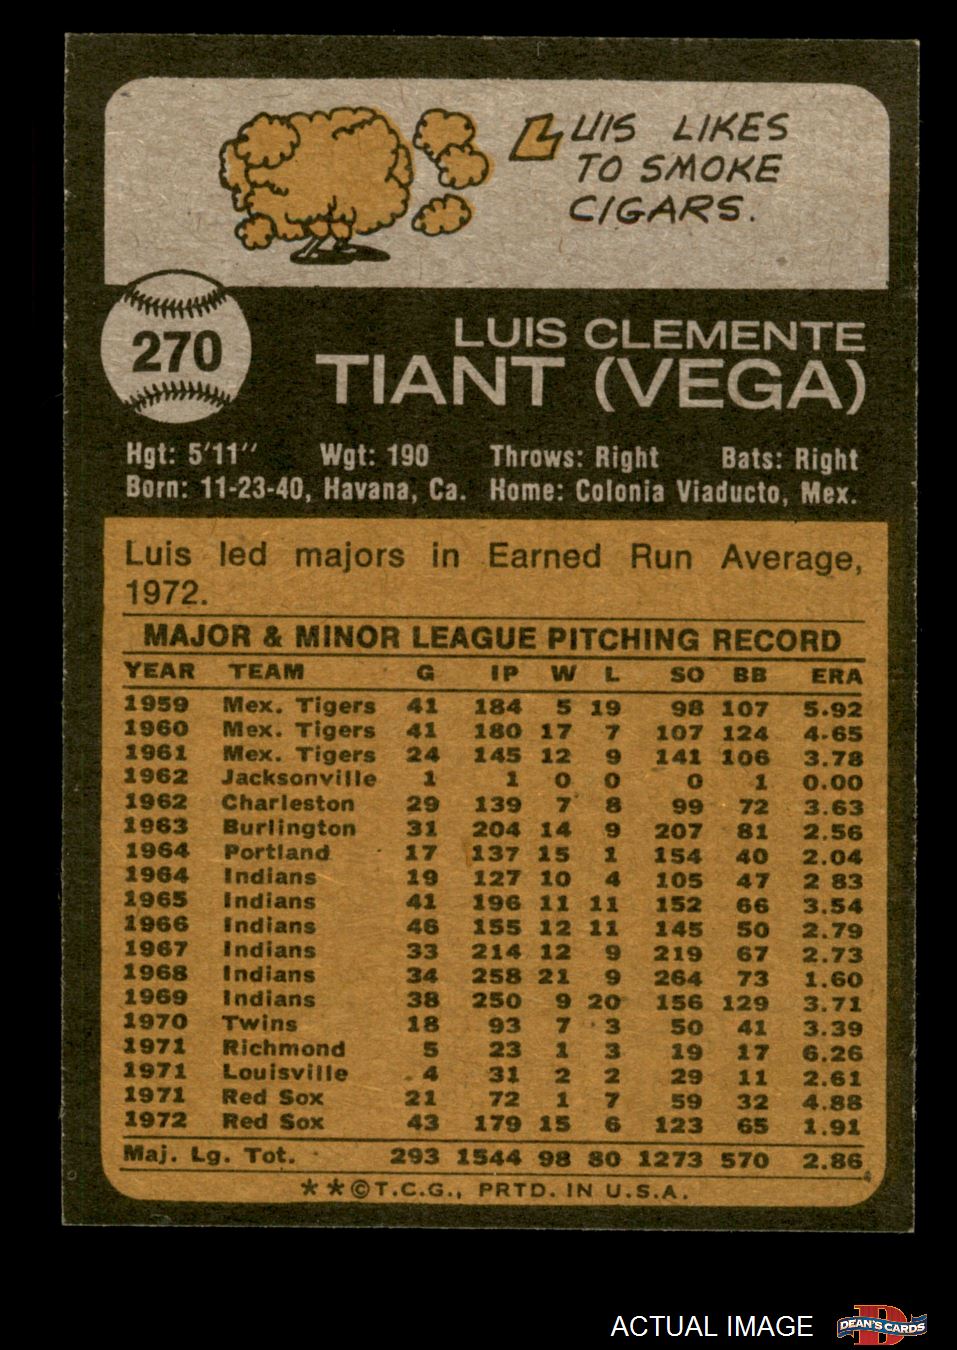 LUIS LIKES
TO SMOKE
CIGARS.
270
LUIS CLEMENTE
TIANT (VEGA)
Hgt: 5'11'' Wgt: 190 Throws: Right Bats: Right
Born: 11-23-40, Havana, Ca. Home: Colonia Viaducto, Mex.
Luis led majors in Earned Run Average,
1972.
MAJOR & MINOR LEAGUE PITCHING RECORD
YEAR TEAM G IP W L SO BB ERA
1959 Mex. Tigers 41 184 5 19 98 107 5.92
1960 Mex. Tigers 41 180 17 7 107 124 4.65
1961 Mex. Tigers 24 145 12 9 141 106 3.78
1962 Jacksonville 1 1 0 0 0 1 0.00
1962 Charleston 29 139 7 8 99 72 3.63
1963 Burlington 31 204 14 9 207 81 2.56
1964 Portland 17 137 15 1 154 40 2.04
1964 Indians 19 127 10 4 105 47 2 83
1965 Indians 41 196 11 11 152 66 3.54
1966 Indians 46 155 12 11 145 50 2.79
1967 Indians 33 214 12 9 219 67 2.73
1968 Indians 34 258 21 9 264 73 1.60
1969 Indians 38 250 9 20 156 129 3.71
1970 Twins 18 93 7 3 50 41 3.39
1971 Richmond 5 23 1 3 19 17 6.26
1971 Louisville 4 31 2 2 29 11 2.61
1971 Red Sox 21 72 1 7 59 32 4.88
1972 Red Sox 43 179 15 6 123 65 1.91
Maj. Lg. Tot. 293 1544 98 80 1273 570 2.86
**©T.C.G., PRTD. IN U.S.A.
ACTUAL IMAGE
D
DEAN'S CARDS